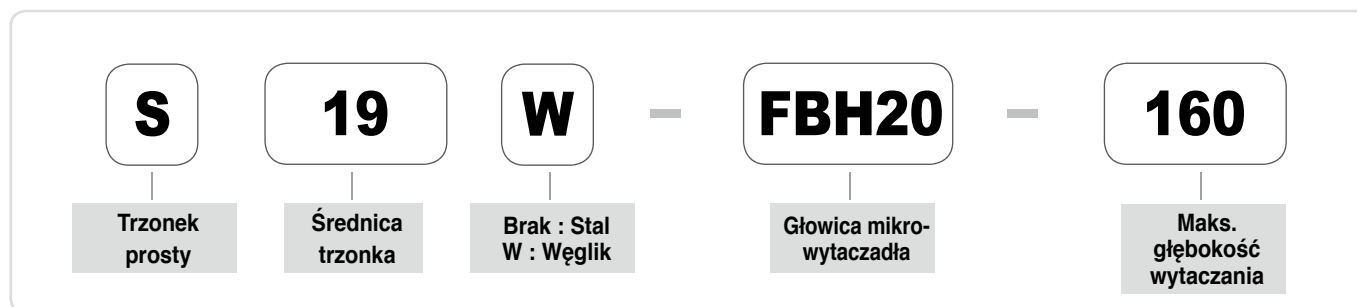 S 19 W - FBH20 - 160
Trzonek
prosty
Średnica
trzonka
Brak : Stal
W : Węglik
Głowica mikro-
wytaczadła
Maks.
głębokość
wytaczania